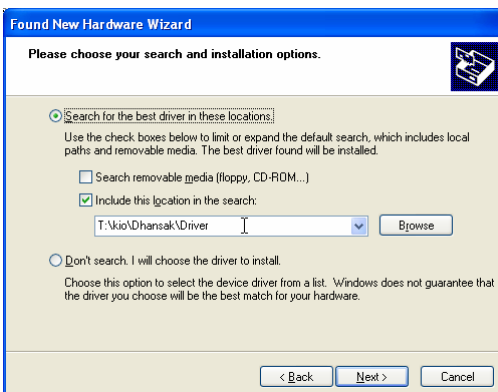 Found New Hardware Wizard
Please choose your search and installation options.
Search for the best driver in these locations.
Use the check boxes below to limit or expand the default search, which includes local
paths and removable media. The best driver found will be installed.
Search removable media (floppy, CD-ROM...)
Include this location in the search:
T:\kio\Dhansak\Driver
Browse
Don't search. I will choose the driver to install.
Choose this option to select the device driver from a list. Windows does not guarantee that
the driver you choose will be the best match for your hardware.
< Back
Next >
Cancel